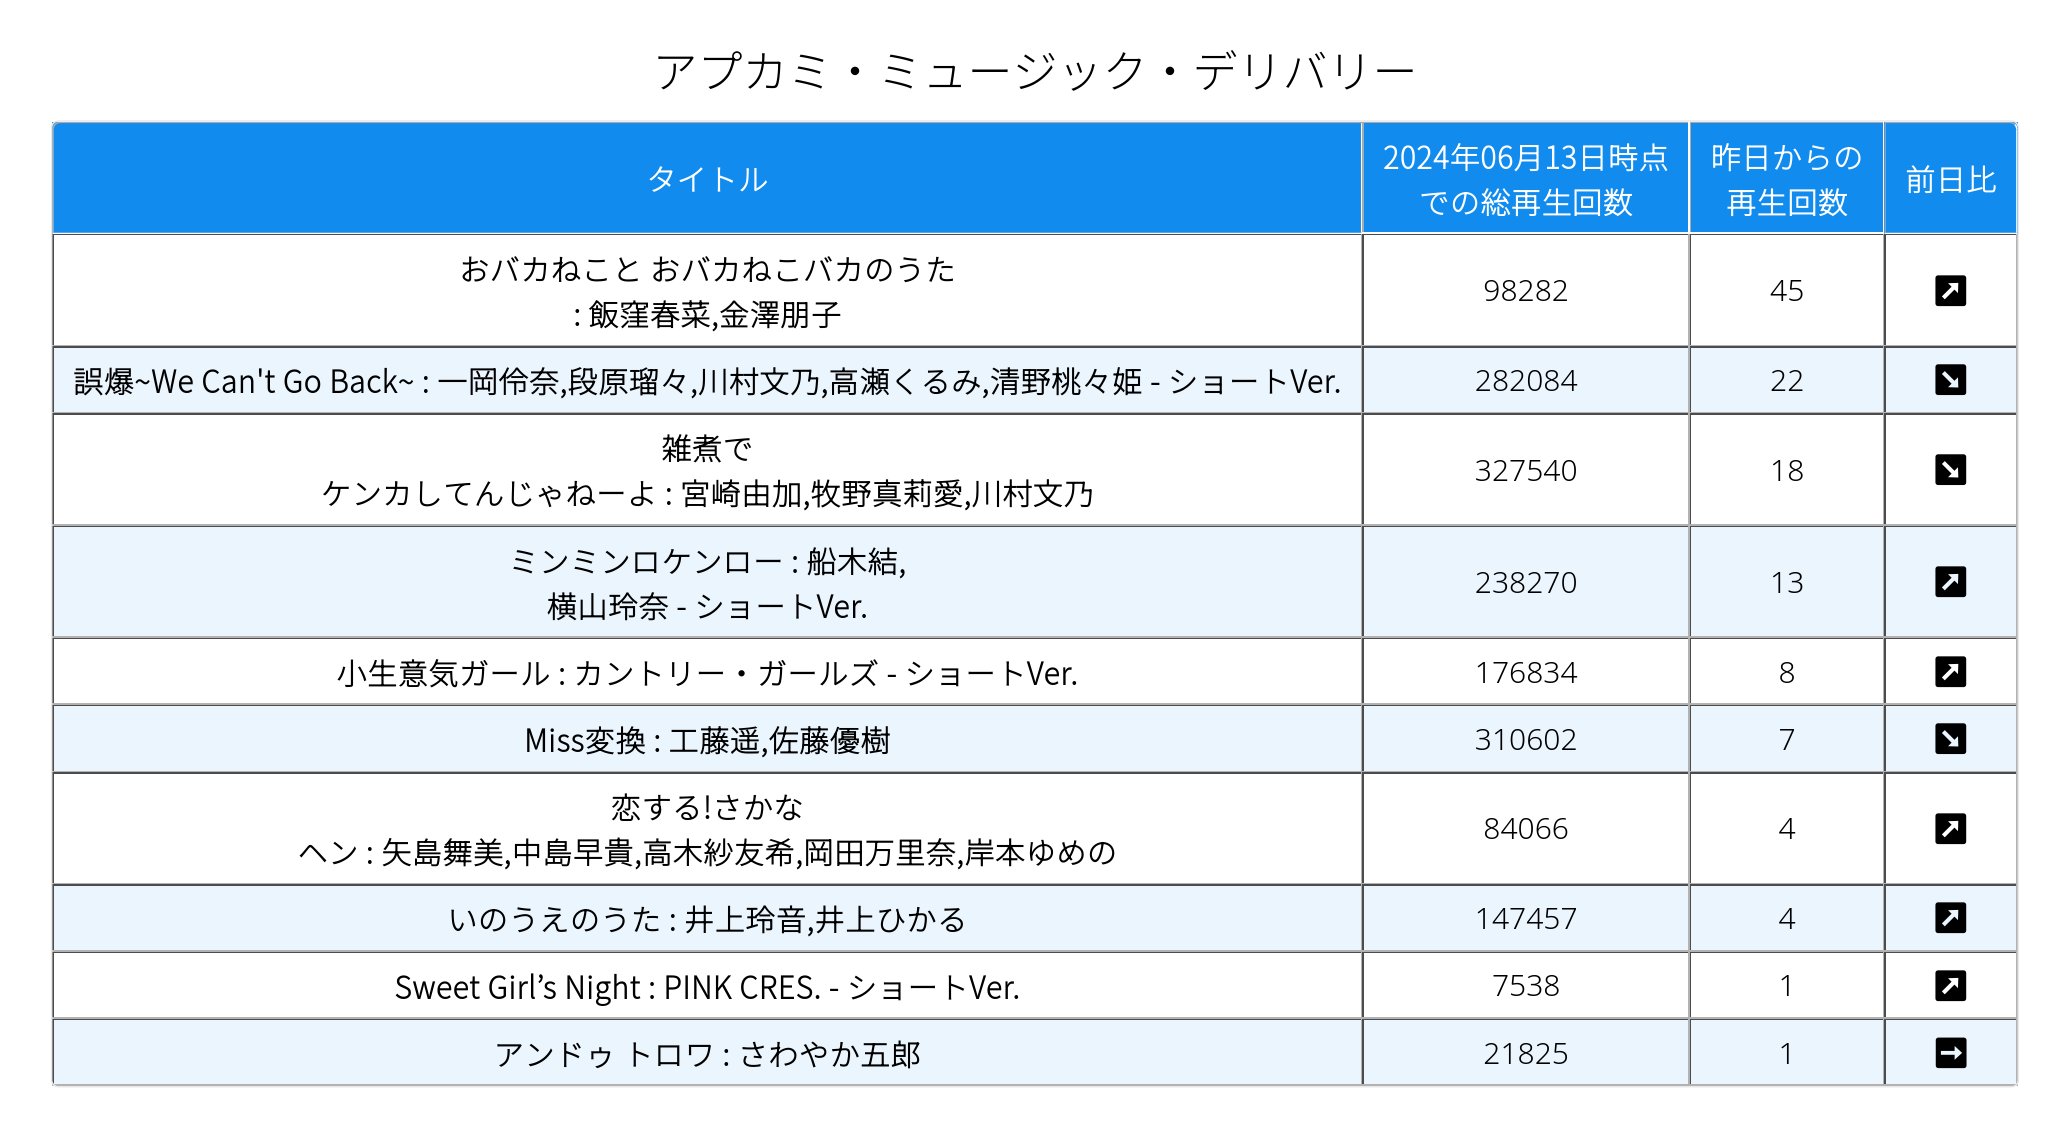 アプカミ・ミュージック・デリバリー
タイトル
2024年06月13日時点
での総再生回数
昨日からの
再生回数
前日比
おバカねこと おバカねこバカのうた
: 飯窪春菜,金澤朋子
98282
45
誤爆~We Can't Go Back~ : 一岡伶奈,段原瑠々,川村文乃,高瀬くるみ,清野桃々姫 - ショートVer.
282084
22
雑煮で
ケンカしてんじゃねーよ : 宮崎由加,牧野真莉愛,川村文乃
327540
18
ミンミンロケンロー : 船木結,
横山玲奈 - ショートVer.
238270
13
小生意気ガール : カントリー・ガールズ - ショートVer.
176834
8
Miss変換 : 工藤遥,佐藤優樹
310602
7
恋する!さかな
ヘン : 矢島舞美,中島早貴,高木紗友希,岡田万里奈,岸本ゆめの
84066
4
いのうえのうた : 井上玲音,井上ひかる
147457
4
Sweet Girl’s Night : PINK CRES. - ショートVer.
7538
1
アンドゥ トロワ : さわやか五郎
21825
1